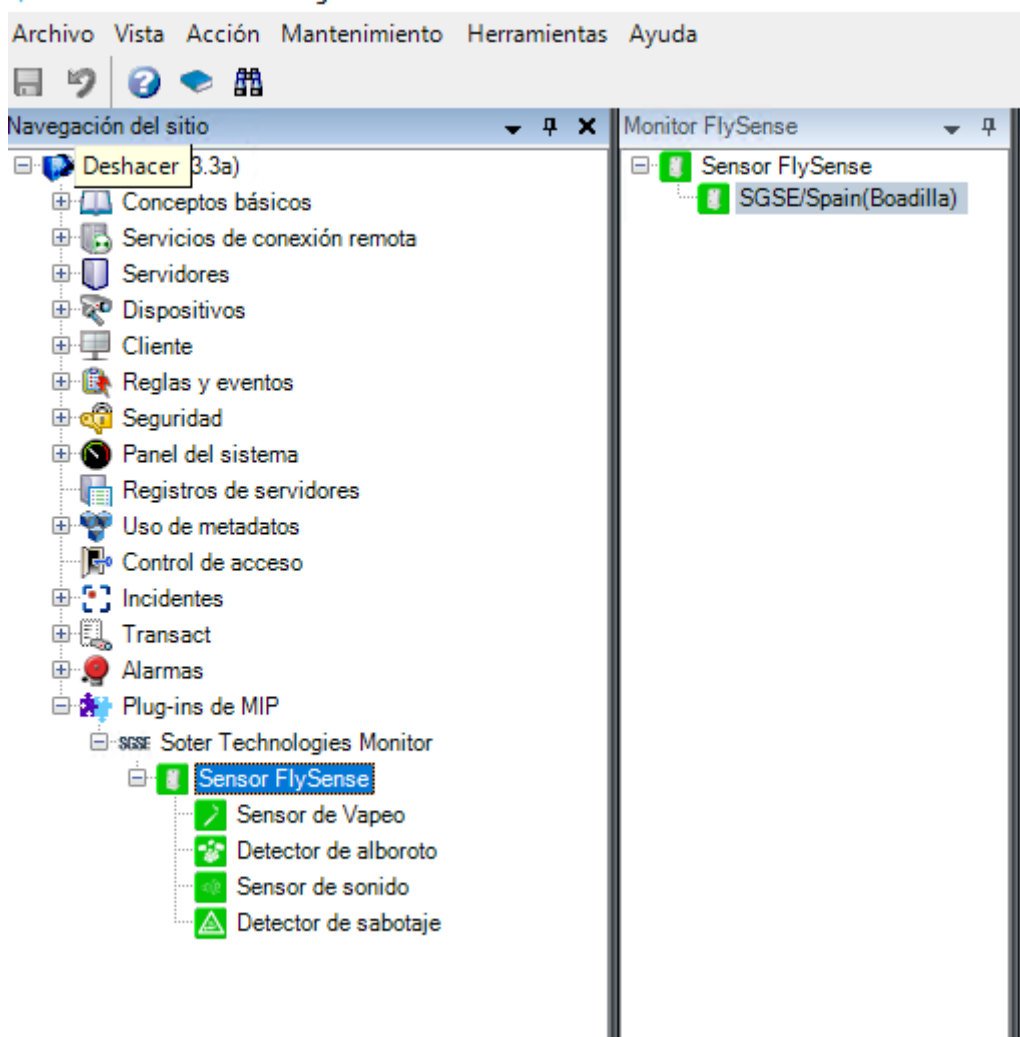 Archivo Vista Acción Mantenimiento Herramientas Ayuda
Navegación del sitio
Deshacer 3.3a)
Conceptos básicos
Servicios de conexión remota
Servidores
Dispositivos
Cliente
Reglas y eventos
Seguridad
Panel del sistema
Registros de servidores
Uso de metadatos
Control de acceso
Incidentes
Transact
Alarmas
Plug-ins de MIP
SGSE Soter Technologies Monitor
Sensor FlySense
Sensor de Vapeo
Detector de alboroto
Sensor de sonido
Detector de sabotaje
Monitor FlySense
Sensor FlySense
SGSE/Spain(Boadilla)